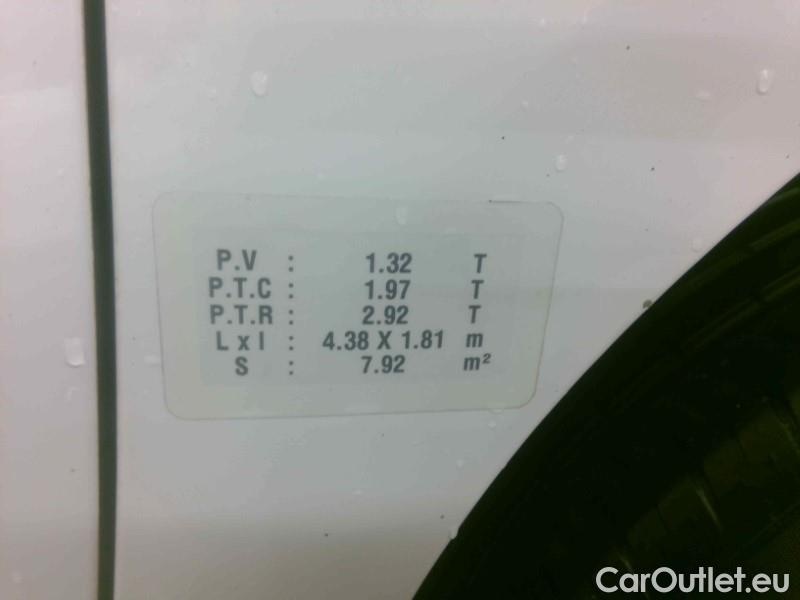 P.V : 1.32 T
P.T.C : 1.97 T
P.T.R : 2.92 T
L x l : 4.38 X 1.81 m
S : 7.92 m²
CarOutlet.eu